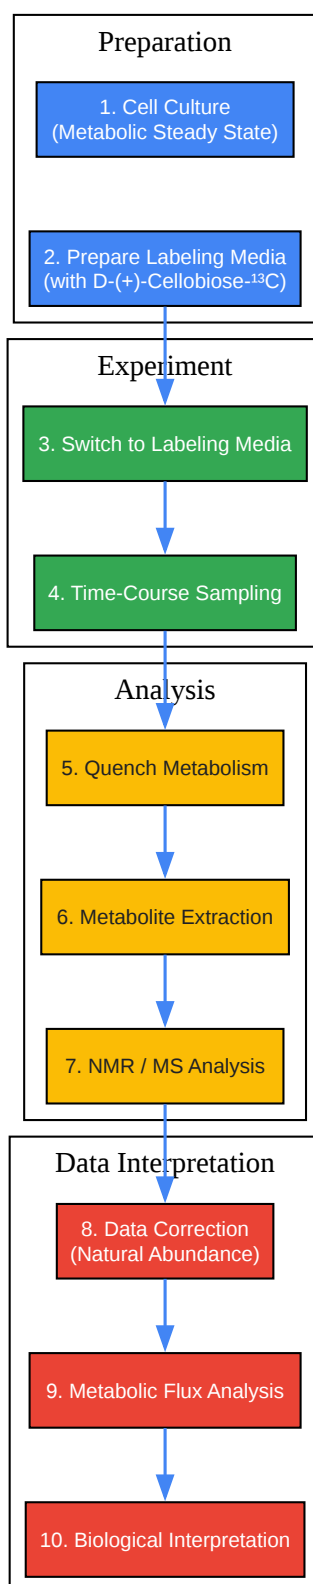 Preparation
1. Cell Culture
(Metabolic Steady State)
2. Prepare Labeling Media
(with D-(+)-Cellobiose-¹³C)
Experiment
3. Switch to Labeling Media
4. Time-Course Sampling
Analysis
5. Quench Metabolism
6. Metabolite Extraction
7. NMR / MS Analysis
Data Interpretation
8. Data Correction
(Natural Abundance)
9. Metabolic Flux Analysis
10. Biological Interpretation